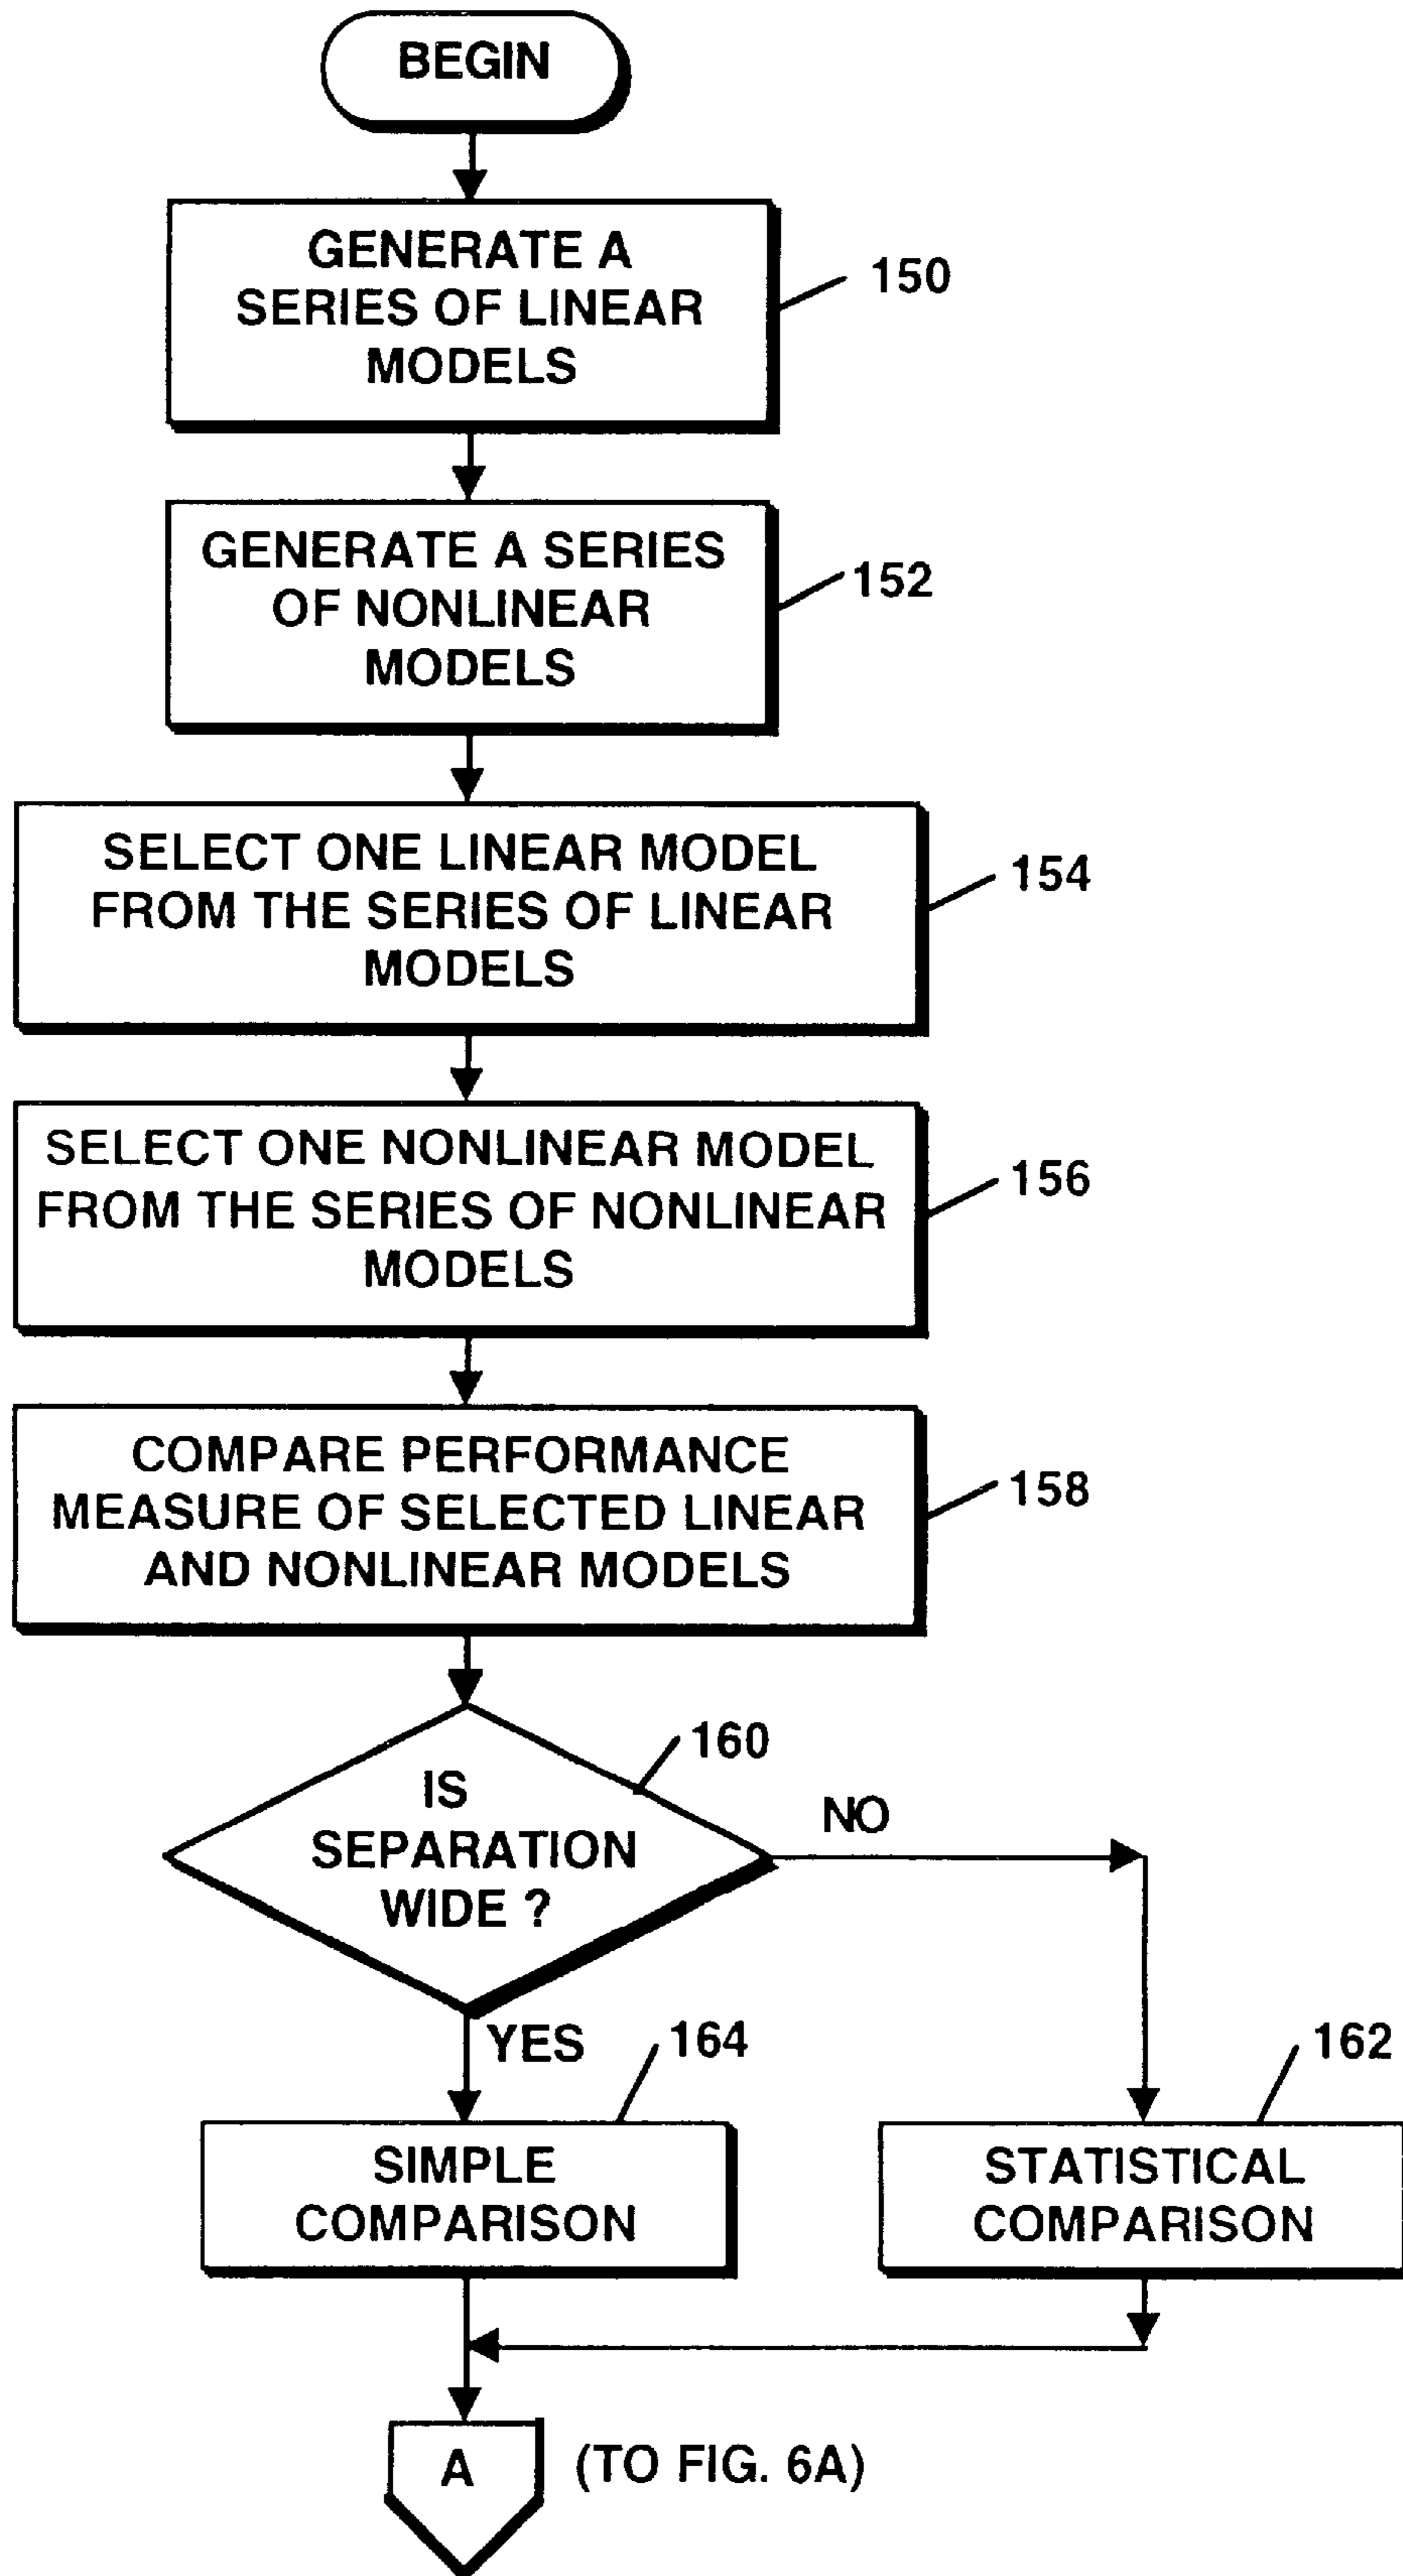 BEGIN
GENERATE A
SERIES OF LINEAR
MODELS
150
GENERATE A SERIES
OF NONLINEAR
MODELS
152
SELECT ONE LINEAR MODEL
FROM THE SERIES OF LINEAR
MODELS
154
SELECT ONE NONLINEAR MODEL
FROM THE SERIES OF NONLINEAR
MODELS
156
COMPARE PERFORMANCE
MEASURE OF SELECTED LINEAR
AND NONLINEAR MODELS
158
IS
SEPARATION
WIDE ?
160
NO
YES
164
162
SIMPLE
COMPARISON
STATISTICAL
COMPARISON
A
(TO FIG. 6A)